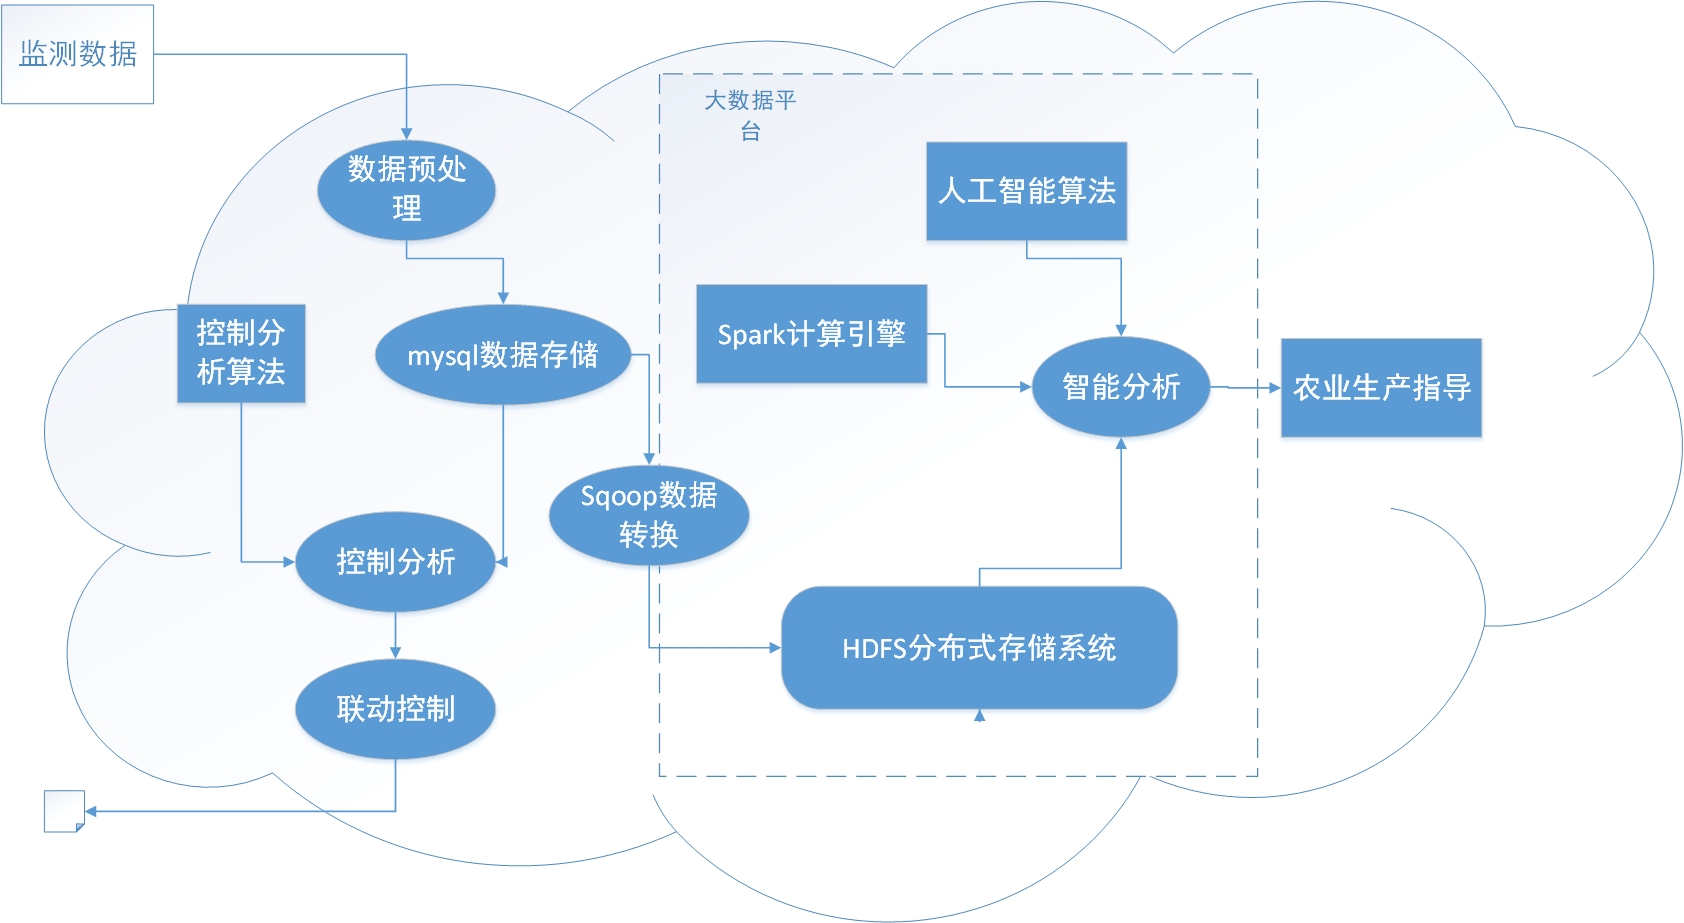 监测数据
大数据平
台
数据预处
理
人工智能算法
控制分
析算法
mysql数据存储
Spark计算引擎
智能分析
农业生产指导
Sqoop数据
转换
控制分析
HDFS分布式存储系统
联动控制